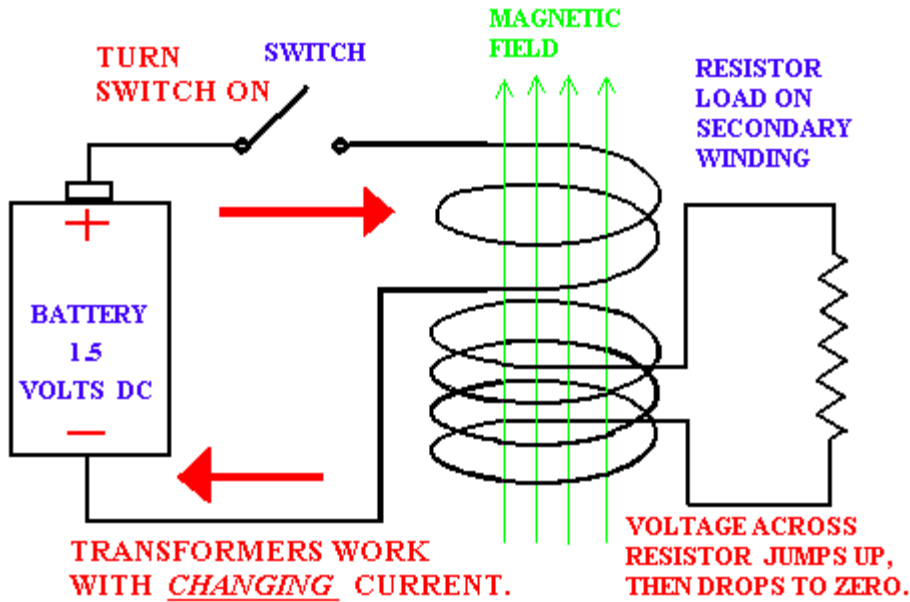 TURN
SWITCH ON
SWITCH
MAGNETIC
FIELD
RESISTOR
LOAD ON
SECONDARY
WINDING
+
BATTERY
1.5
VOLTS DC
−
TRANSFORMERS WORK
WITH CHANGING CURRENT.
VOLTAGE ACROSS
RESISTOR JUMPS UP,
THEN DROPS TO ZERO.